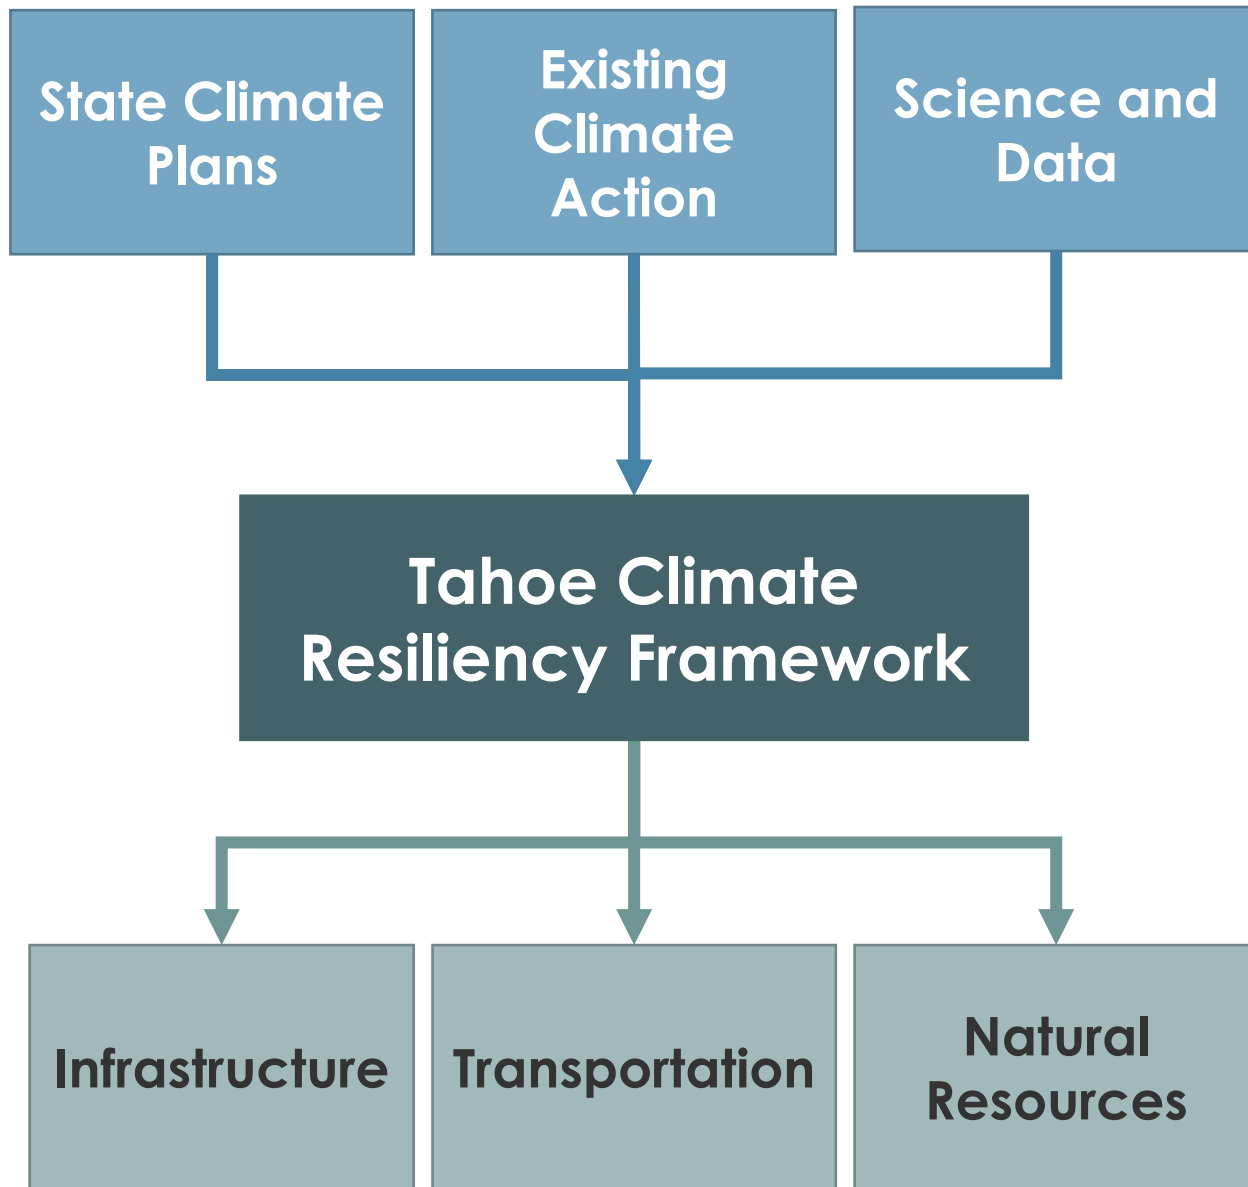 State Climate
Plans
Existing
Climate
Action
Science and
Data
Tahoe Climate
Resiliency Framework
Infrastructure
Transportation
Natural
Resources